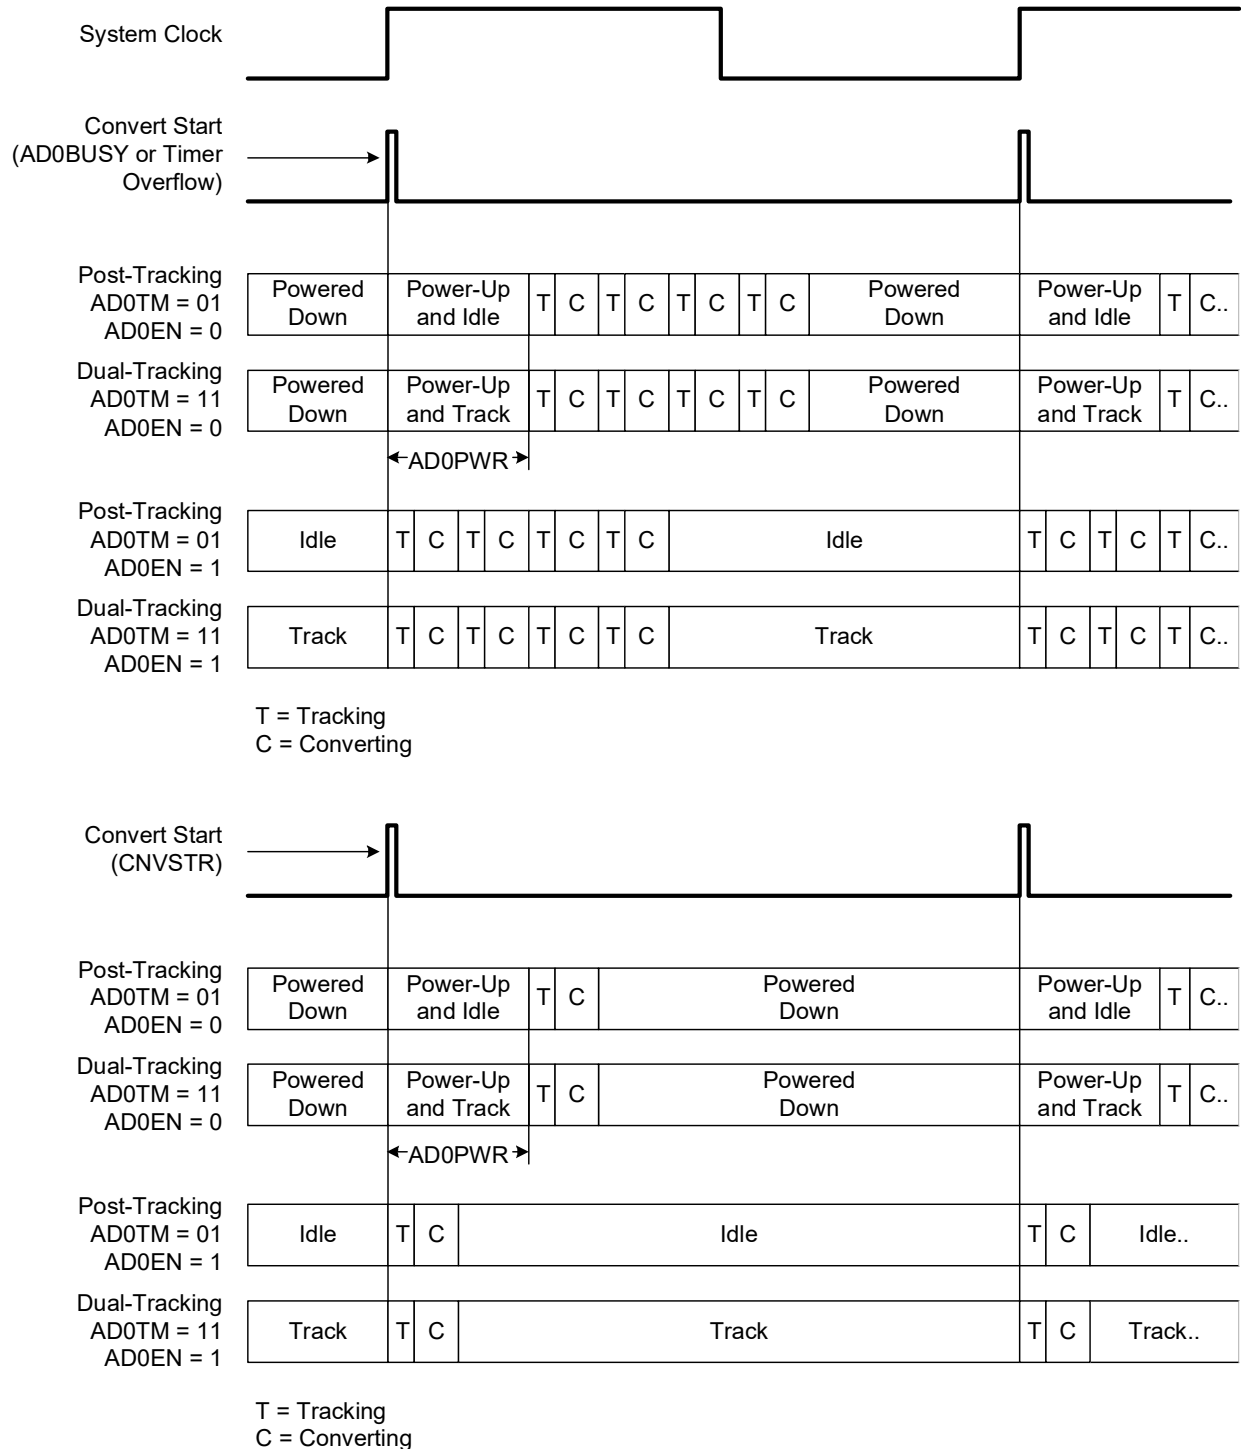 System Clock
Convert Start
(AD0BUSY or Timer
Overflow)
Post-Tracking
AD0TM = 01
AD0EN = 0
Powered
Down
Power-Up
and Idle
T C T C T C T C
Powered
Down
Power-Up
and Idle
T C..
Dual-Tracking
AD0TM = 11
AD0EN = 0
Powered
Down
Power-Up
and Track
T C T C T C T C
Powered
Down
Power-Up
and Track
T C..
AD0PWR
Post-Tracking
AD0TM = 01
AD0EN = 1
Idle T C T C T C T C Idle T C T C T C..
Dual-Tracking
AD0TM = 11
AD0EN = 1
Track T C T C T C T C Track T C T C T C..
T = Tracking
C = Converting
Convert Start
(CNVSTR)
Post-Tracking
AD0TM = 01
AD0EN = 0
Powered
Down
Power-Up
and Idle
T C
Powered
Down
Power-Up
and Idle
T C..
Dual-Tracking
AD0TM = 11
AD0EN = 0
Powered
Down
Power-Up
and Track
T C
Powered
Down
Power-Up
and Track
T C..
AD0PWR
Post-Tracking
AD0TM = 01
AD0EN = 1
Idle T C Idle T C Idle..
Dual-Tracking
AD0TM = 11
AD0EN = 1
Track T C Track T C Track..
T = Tracking
C = Converting